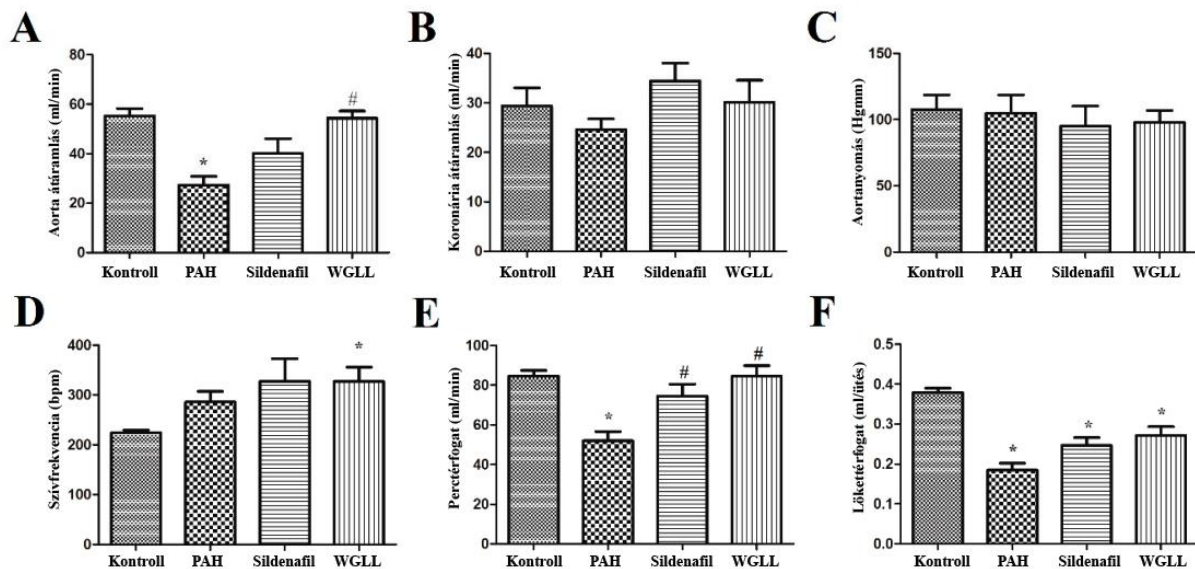 A
Aorta átáramlás (ml/min)
80
60
40
20
0
*
#
Kontroll PAH Sildenafil WGLL
B
Koronária átáramlás (ml/min)
40
30
20
10
0
Kontroll PAH Sildenafil WGLL
C
Aortanyomás (Hgmm)
150
100
50
0
Kontroll PAH Sildenafil WGLL
D
Szívfrekvencia (bpm)
400
300
200
100
0
*
Kontroll PAH Sildenafil WGLL
E
Perctérfogat (ml/min)
100
80
60
40
20
0
*
#
#
Kontroll PAH Sildenafil WGLL
F
Lökettérfogat (ml/ütés)
0.5
0.4
0.3
0.2
0.1
0.0
*
*
*
Kontroll PAH Sildenafil WGLL